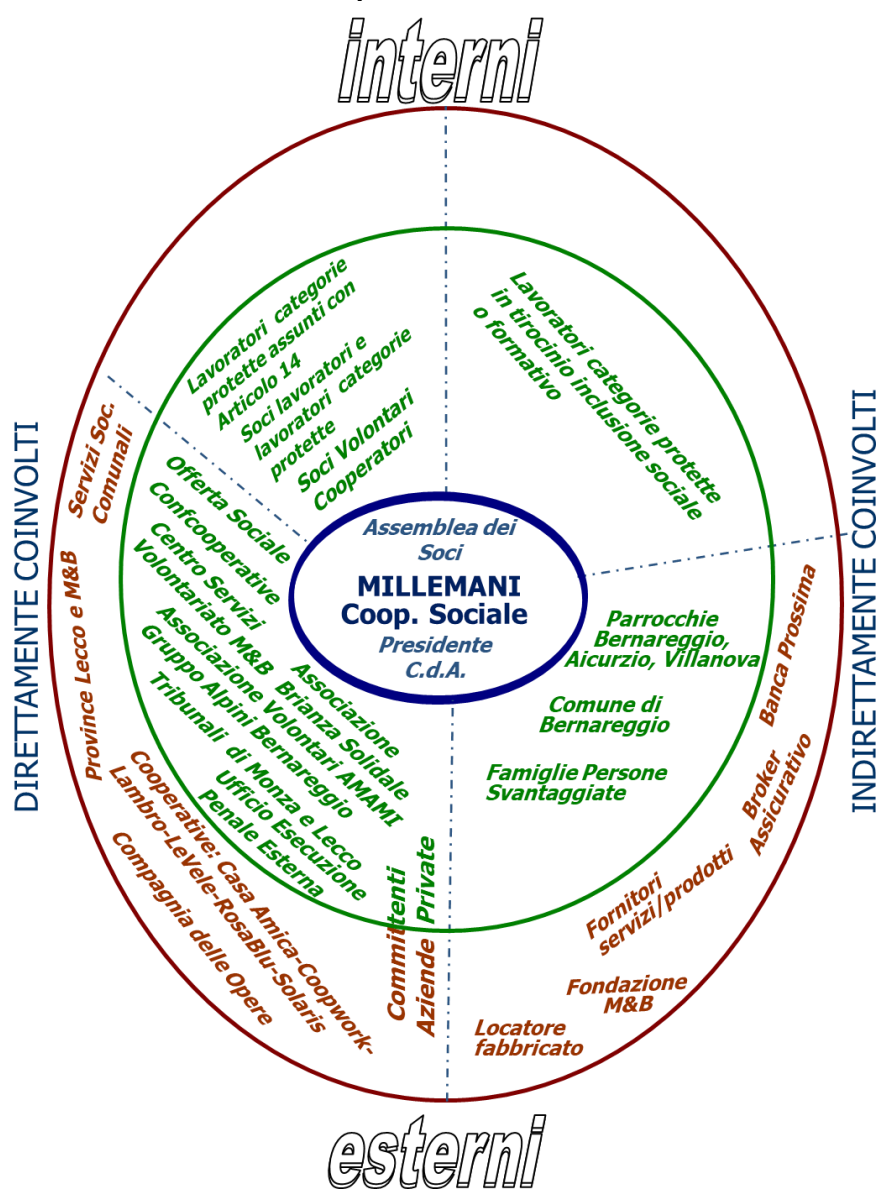 interni
DIRETTAMENTE COINVOLTI
INDIRETTAMENTE COINVOLTI
Lavoratori categorie
protette assunti con
Articolo 14
Soci lavoratori e
lavoratori categorie
protette
Soci Volontari
Cooperatori
Lavoratori categorie protette
in tirocinio inclusione sociale
o formativo
Assemblea dei
Soci
MILLEMANI
Coop. Sociale
Presidente
C.d.A.
Servizi Soc.
Comunali
Province Lecco e M&B
Offerta Sociale
Confcooperative
Centro Servizi
Volontariato M&B
Associazione
Brianza Solidale
Associazione Volontari AMAMI
Gruppo Alpini Bernareggio
Tribunali di Monza e Lecco
Ufficio Esecuzione
Penale Esterna
Cooperative: Casa Amica-Coopwork-
Lambro-LeVele-RosaBlu-Solaris
Compagnia delle Opere
Committenti
Aziende Private
Parrocchie
Bernareggio,
Aicurzio, Villanova
Comune di
Bernareggio
Famiglie Persone
Svantaggiate
Banca Prossima
Broker
Assicurativo
Fornitori
servizi/prodotti
Fondazione
M&B
Locatore
fabbricato
esterni